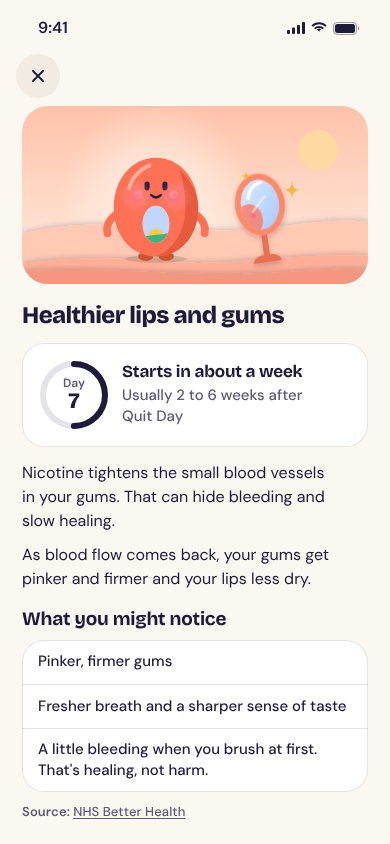 9:41
Healthier lips and gums
Day
7
Starts in about a week
Usually 2 to 6 weeks after
Quit Day
Nicotine tightens the small blood vessels
in your gums. That can hide bleeding and
slow healing.
As blood flow comes back, your gums get
pinker and firmer and your lips less dry.
What you might notice
Pinker, firmer gums
Fresher breath and a sharper sense of taste
A little bleeding when you brush at first.
That's healing, not harm.
Source: NHS Better Health